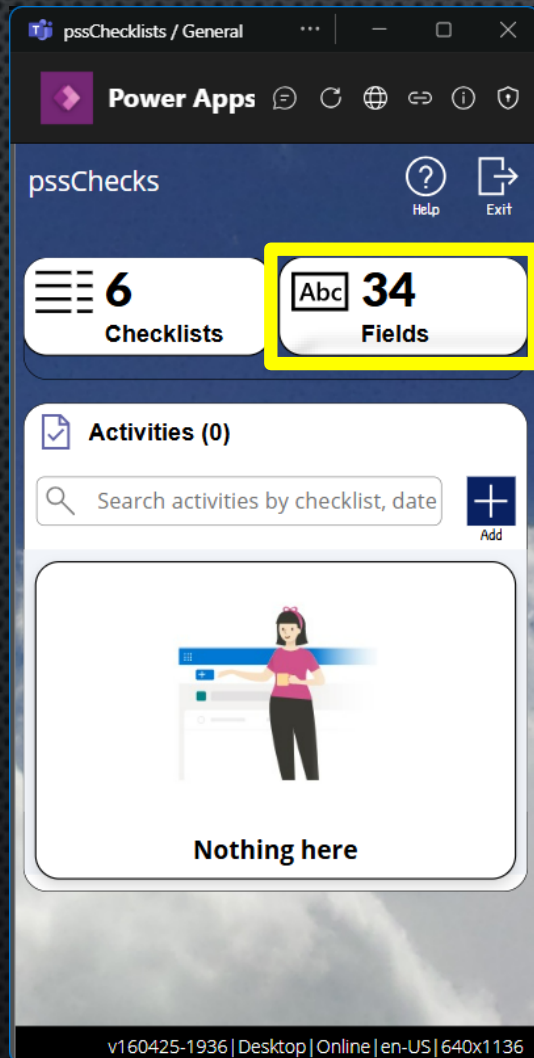 pssChecklists / General
Power Apps
pssChecks
Help
Exit
6
Checklists
Abc
34
Fields
Activities (0)
Search activities by checklist, date
Add
Nothing here
v160425-1936|Desktop|Online|en-US|640x1136